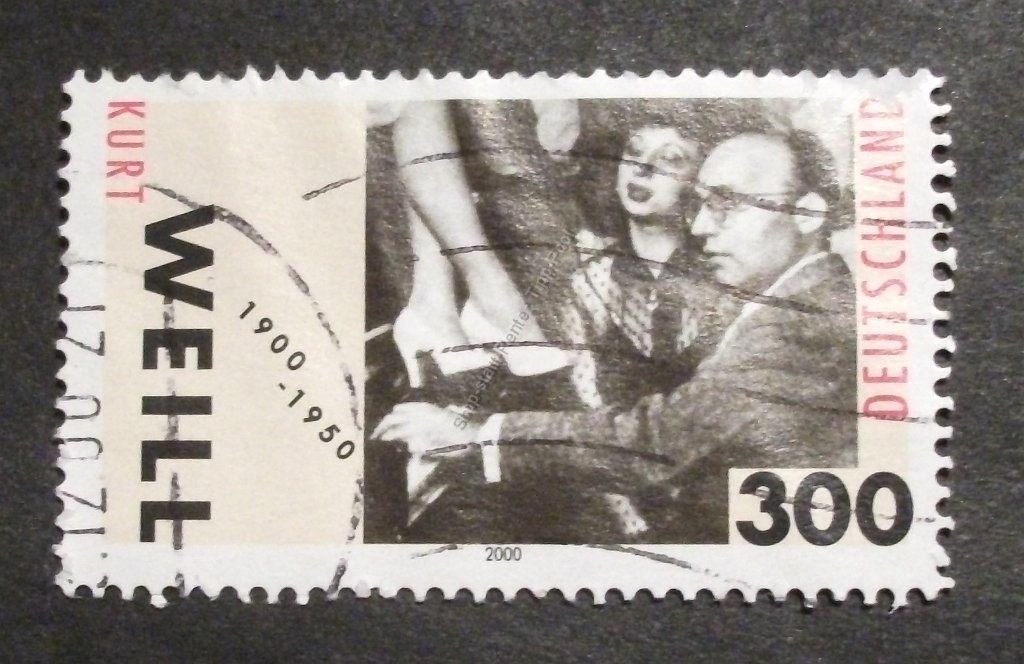 KURT
WEILL
1900-1950
DEUTSCHLAND
300
2000